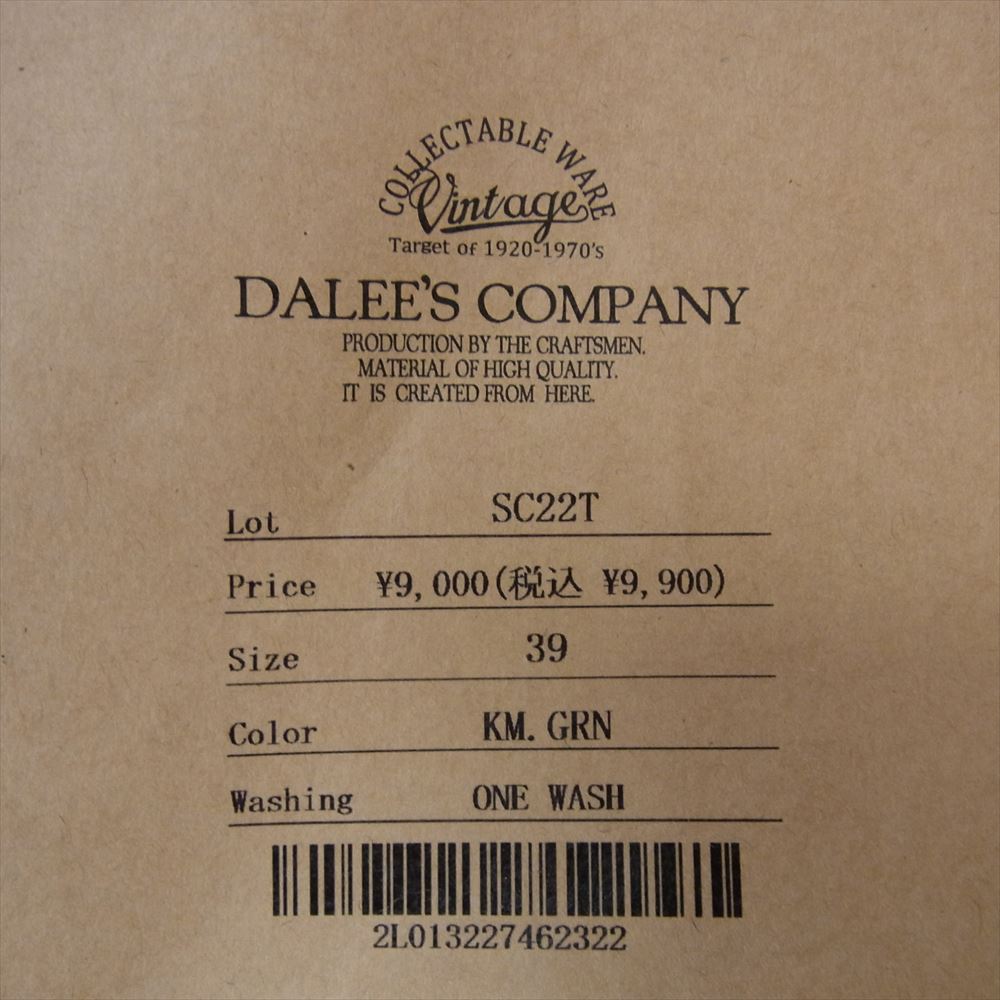 COLLECTABLE WARE
Vintage
Target of 1920-1970's
DALEE'S COMPANY
PRODUCTION BY THE CRAFTSMEN.
MATERIAL OF HIGH QUALITY.
IT IS CREATED FROM HERE.
Lot SC22T
Price ¥9,000(税込 ¥9,900)
Size 39
Color KM.GRN
Washing ONE WASH
2L013227462322